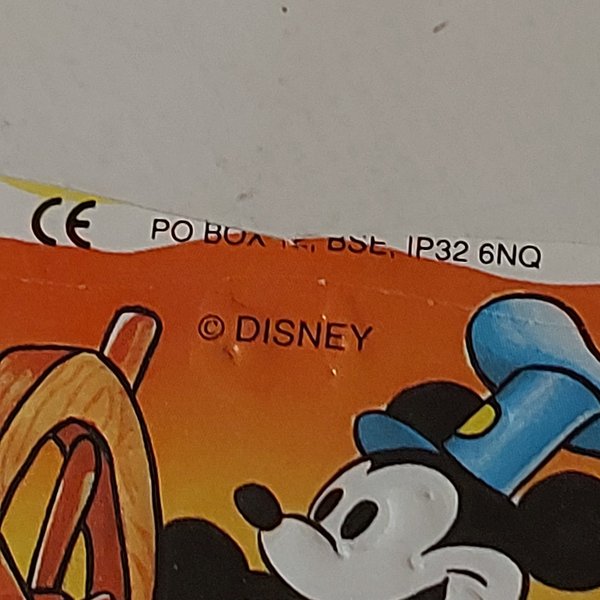 CE PO BOX BSE, IP32 6NQ
© DISNEY